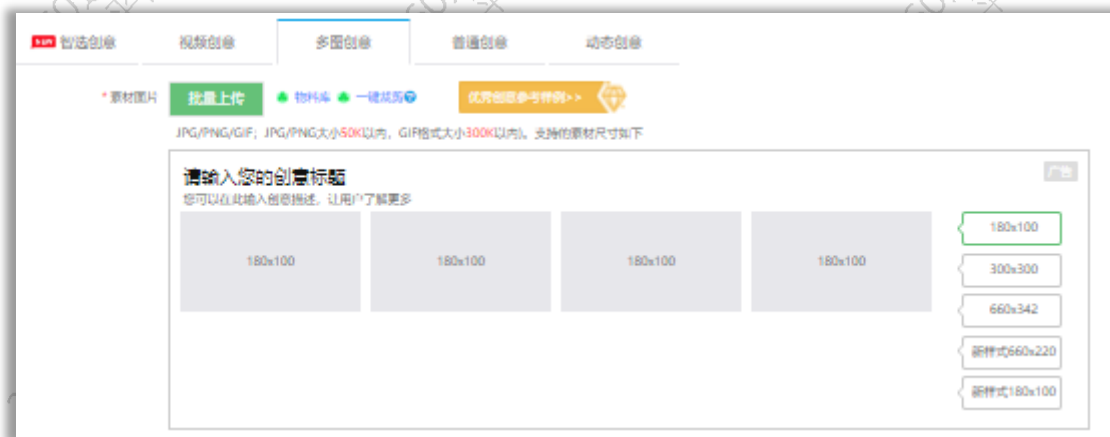 智选创意 视频创意 多图创意 普通创意 动态创意
*素材图片 批量上传 物料库 一键裁剪 优秀创意参考样例>>
JPG/PNG/GIF; JPG/PNG大小50K以内, GIF格式大小300K以内)。支持的素材尺寸如下
请输入您的创意标题 广告
您可以在此输入创意描述, 让用户了解更多
180x100 180x100 180x100 180x100 180x100
300x300
660x342
新样式660x220
新样式180x100